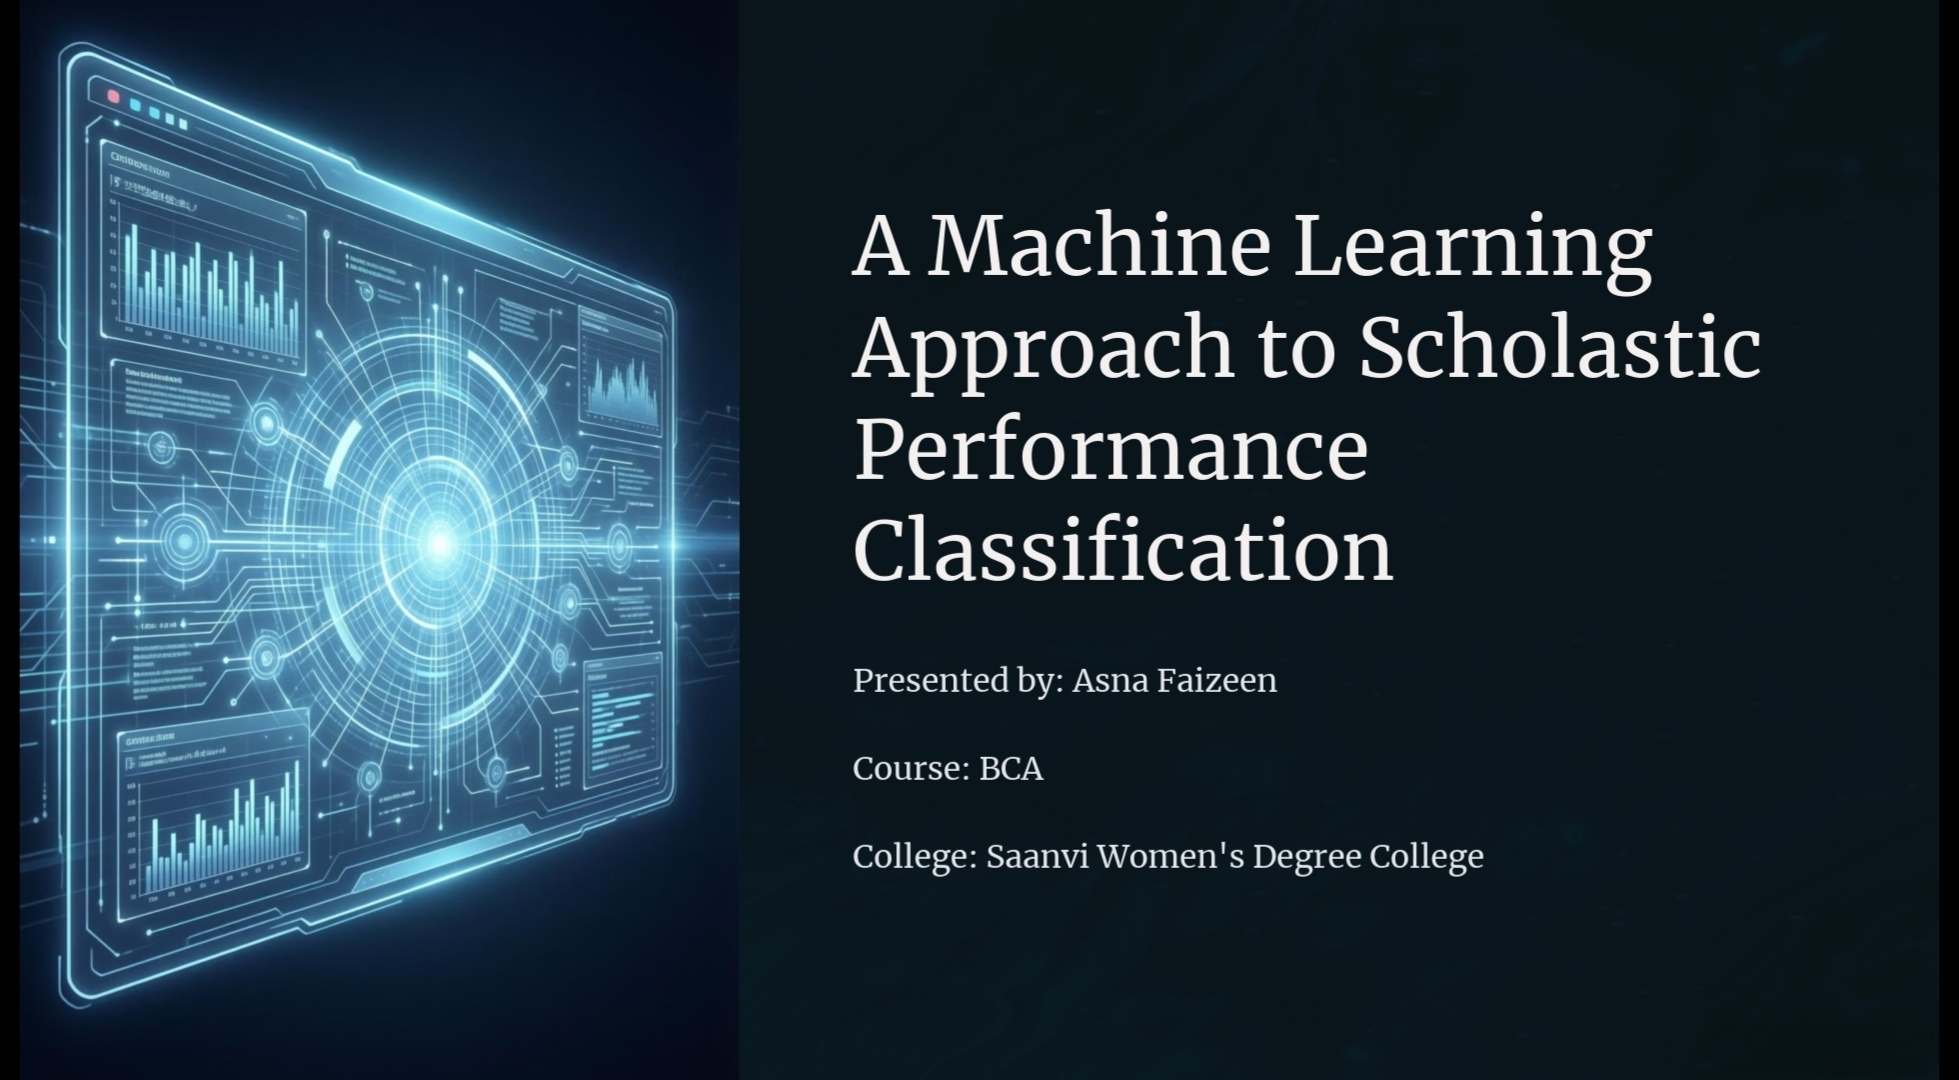 A Machine Learning
Approach to Scholastic
Performance
Classification
Presented by: Asna Faizeen
Course: BCA
College: Saanvi Women's Degree College